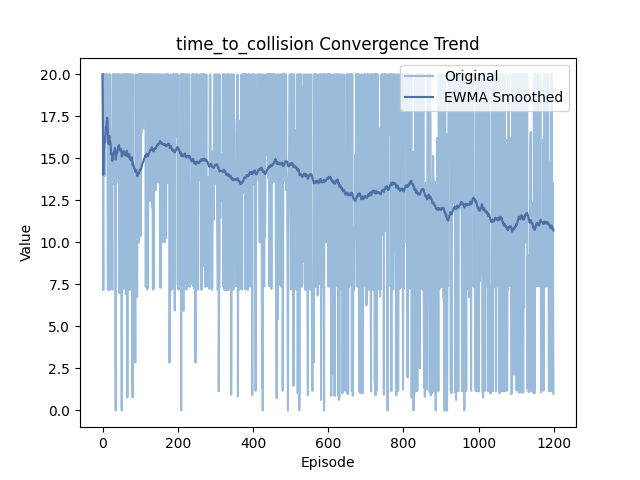 time_to_collision Convergence Trend
Original
EWMA Smoothed
20.0
17.5
15.0
12.5
10.0
7.5
5.0
2.5
0.0
Value
0 200 400 600 800 1000 1200
Episode